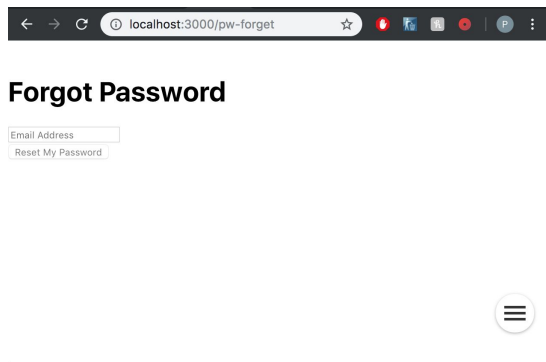 localhost:3000/pw-forget
P
Forgot Password
Email Address
Reset My Password